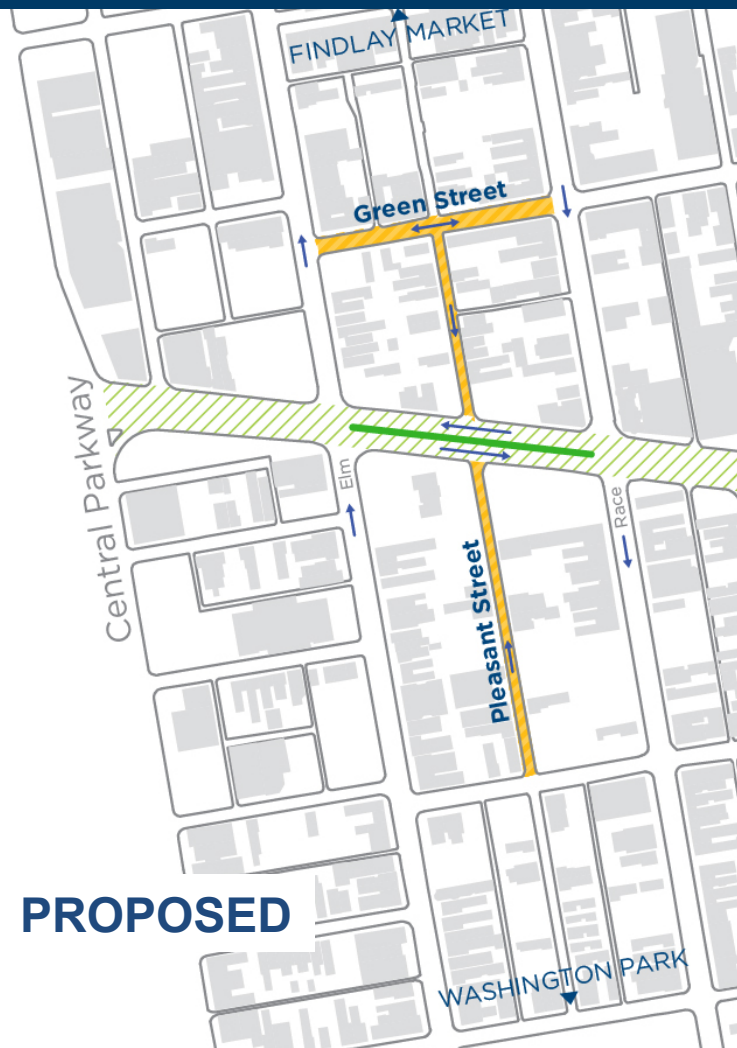 FINDLAY MARKET
Green Street
Central Parkway
Elm
Race
Pleasant Street
PROPOSED
WASHINGTON PARK